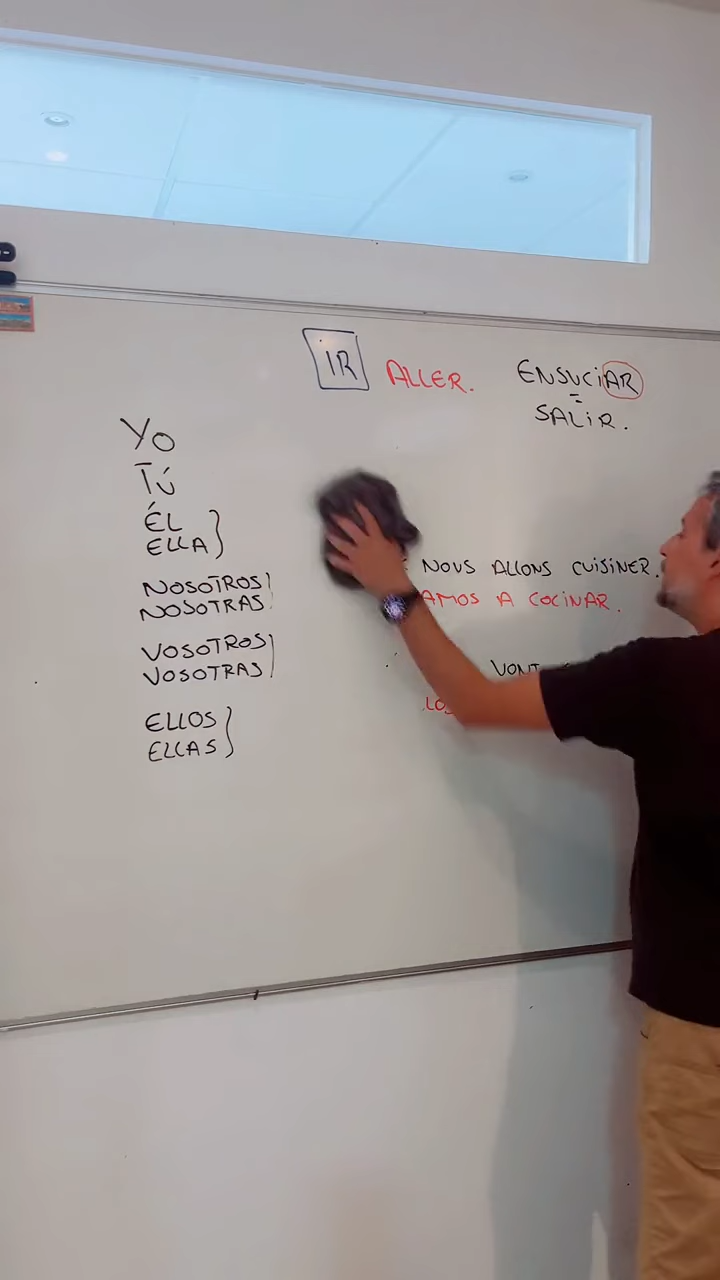 IR ALLER. ENSUCIAR
=
SALIR.
YO
TÚ
ÉL
ELLA
NOSOTROS
NOSOTRAS
VOSOTROS
VOSOTRAS
ELLOS
ELLAS
NOUS ALLONS CUISINER.
AMOS A COCINAR.
VONT